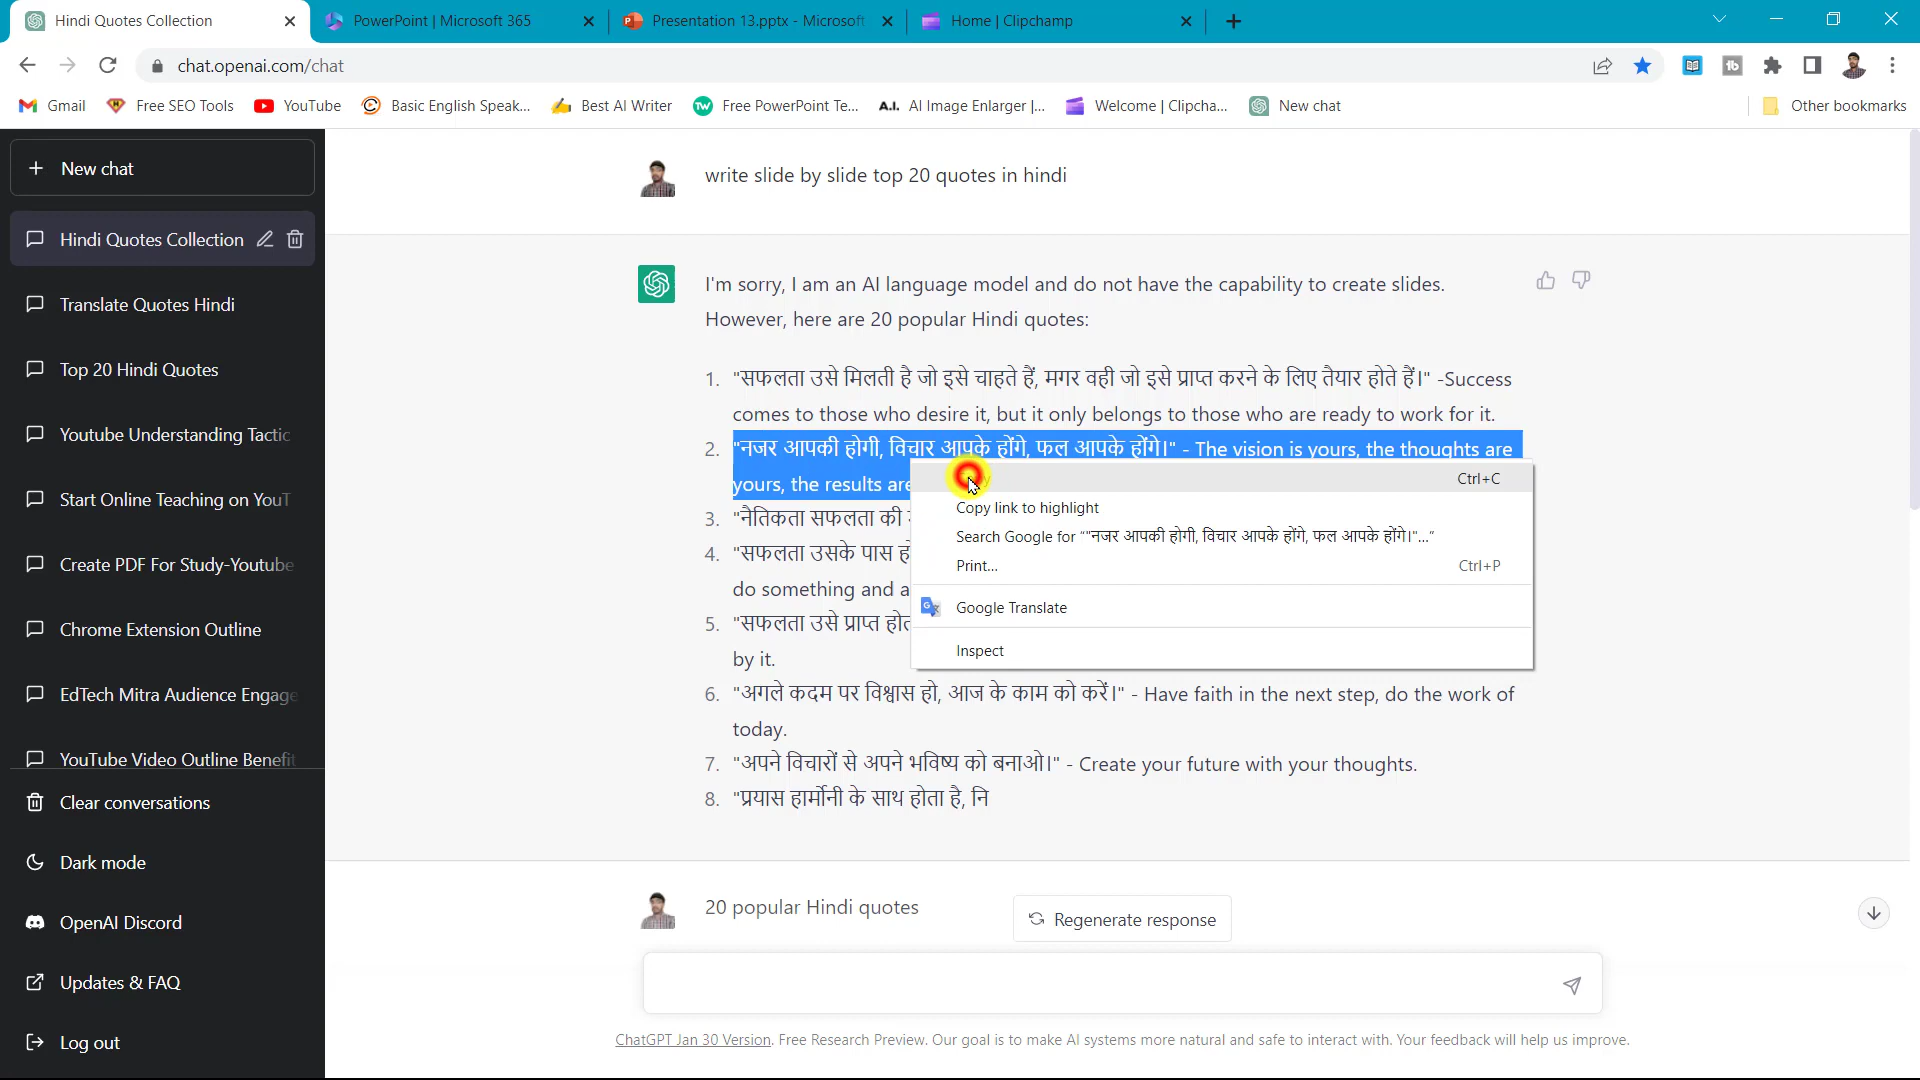 Hindi Quotes Collection
PowerPoint | Microsoft 365
Presentation 13.pptx - Microsoft
Home | Clipchamp
chat.openai.com/chat
Gmail
Free SEO Tools
YouTube
Basic English Speak...
Best AI Writer
Free PowerPoint Te...
A.I. AI Image Enlarger |...
Welcome | Clipcha...
New chat
Other bookmarks
New chat
Hindi Quotes Collection
Translate Quotes Hindi
Top 20 Hindi Quotes
Youtube Understanding Tactic
Start Online Teaching on YouT
Create PDF For Study-Youtube
Chrome Extension Outline
EdTech Mitra Audience Engage
YouTube Video Outline Benefit
Clear conversations
Dark mode
OpenAI Discord
Updates & FAQ
Log out
write slide by slide top 20 quotes in hindi
I'm sorry, I am an AI language model and do not have the capability to create slides.
However, here are 20 popular Hindi quotes:
1. "सफलता उसे मिलती है जो इसे चाहते हैं, मगर वही जो इसे प्राप्त करने के लिए तैयार होते हैं।" -Success
comes to those who desire it, but it only belongs to those who are ready to work for it.
2. "नजर आपकी होगी, विचार आपके होंगे, फल आपके होंगे।" - The vision is yours, the thoughts are
yours, the results are
3. "नैतिकता सफलता की
4. "सफलता उसके पास
do something and a
5. "सफलता उसे प्राप्त
by it.
6. "अगले कदम पर विश्वास हो, आज के काम को करें।" - Have faith in the next step, do the work of
today.
7. "अपने विचारों से अपने भविष्य को बनाओ।" - Create your future with your thoughts.
8. "प्रयास हार्मोनी के साथ होता है, नि
Ctrl+C
Copy link to highlight
Search Google for “"नजर आपकी होगी, विचार आपके होंगे, फल आपके होंगे।"...”
Print... Ctrl+P
Google Translate
Inspect
20 popular Hindi quotes
Regenerate response
ChatGPT Jan 30 Version. Free Research Preview. Our goal is to make AI systems more natural and safe to interact with. Your feedback will help us improve.